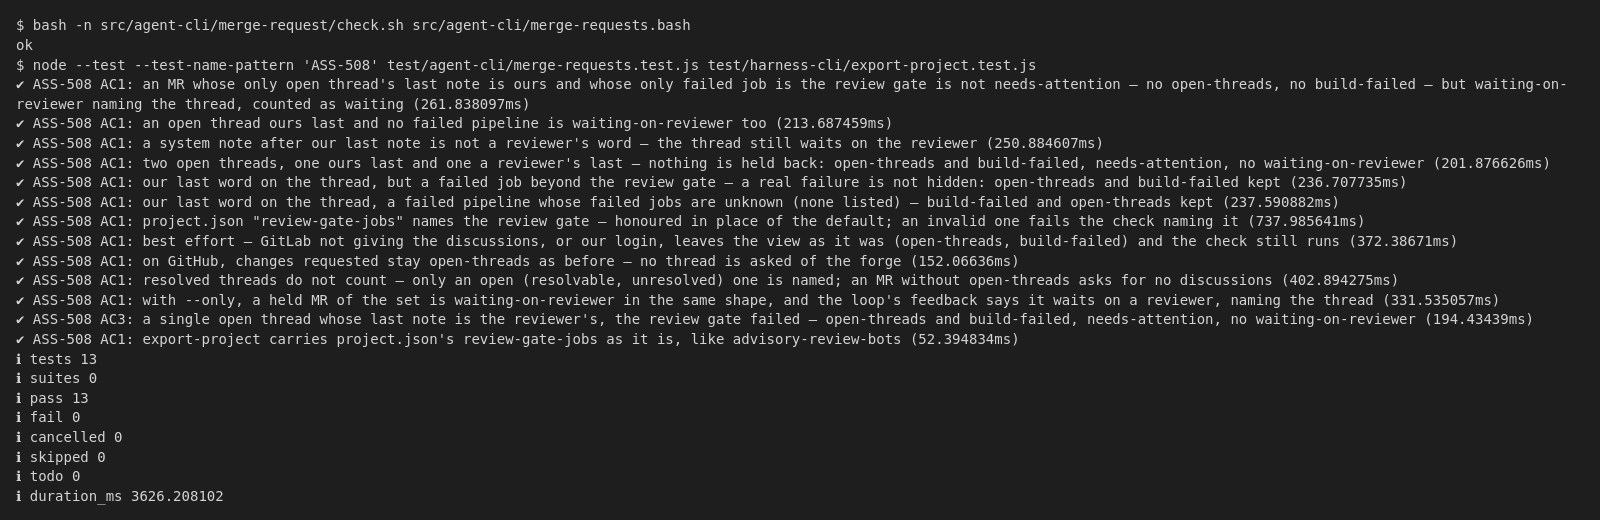 $ bash -n src/agent-cli/merge-request/check.sh src/agent-cli/merge-requests.bash
ok
$ node --test --test-name-pattern 'ASS-508' test/agent-cli/merge-requests.test.js test/harness-cli/export-project.test.js
✔ ASS-508 AC1: an MR whose only open thread's last note is ours and whose only failed job is the review gate is not needs-attention — no open-threads, no build-failed — but waiting-on-
reviewer naming the thread, counted as waiting (261.838097ms)
✔ ASS-508 AC1: an open thread ours last and no failed pipeline is waiting-on-reviewer too (213.687459ms)
✔ ASS-508 AC1: a system note after our last note is not a reviewer's word — the thread still waits on the reviewer (250.884607ms)
✔ ASS-508 AC1: two open threads, one ours last and one a reviewer's last — nothing is held back: open-threads and build-failed, needs-attention, no waiting-on-reviewer (201.876626ms)
✔ ASS-508 AC1: our last word on the thread, but a failed job beyond the review gate — a real failure is not hidden: open-threads and build-failed kept (236.707735ms)
✔ ASS-508 AC1: our last word on the thread, a failed pipeline whose failed jobs are unknown (none listed) — build-failed and open-threads kept (237.590882ms)
✔ ASS-508 AC1: project.json "review-gate-jobs" names the review gate — honoured in place of the default; an invalid one fails the check naming it (737.985641ms)
✔ ASS-508 AC1: best effort — GitLab not giving the discussions, or our login, leaves the view as it was (open-threads, build-failed) and the check still runs (372.38671ms)
✔ ASS-508 AC1: on GitHub, changes requested stay open-threads as before — no thread is asked of the forge (152.06636ms)
✔ ASS-508 AC1: resolved threads do not count — only an open (resolvable, unresolved) one is named; an MR without open-threads asks for no discussions (402.894275ms)
✔ ASS-508 AC1: with --only, a held MR of the set is waiting-on-reviewer in the same shape, and the loop's feedback says it waits on a reviewer, naming the thread (331.535057ms)
✔ ASS-508 AC3: a single open thread whose last note is the reviewer's, the review gate failed — open-threads and build-failed, needs-attention, no waiting-on-reviewer (194.43439ms)
✔ ASS-508 AC1: export-project carries project.json's review-gate-jobs as it is, like advisory-review-bots (52.394834ms)
ℹ tests 13
ℹ suites 0
ℹ pass 13
ℹ fail 0
ℹ cancelled 0
ℹ skipped 0
ℹ todo 0
ℹ duration_ms 3626.208102